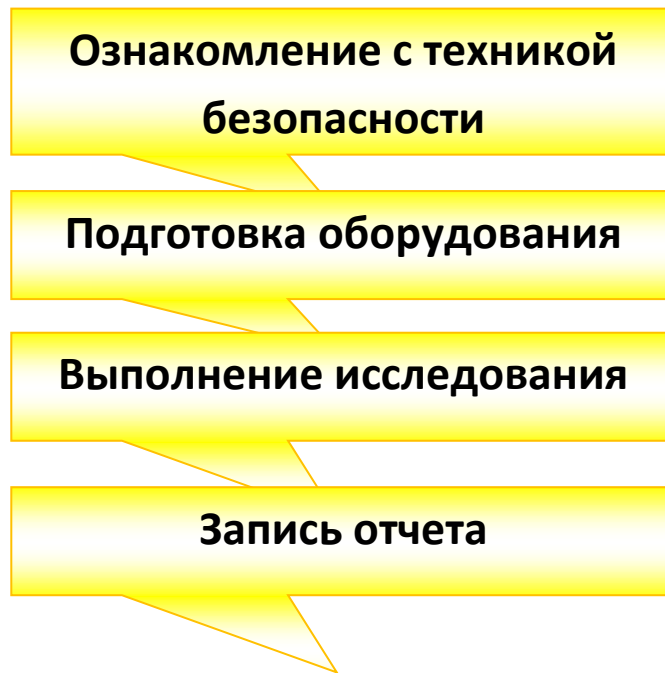 Ознакомление с техникой
безопасности
Подготовка оборудования
Выполнение исследования
Запись отчета